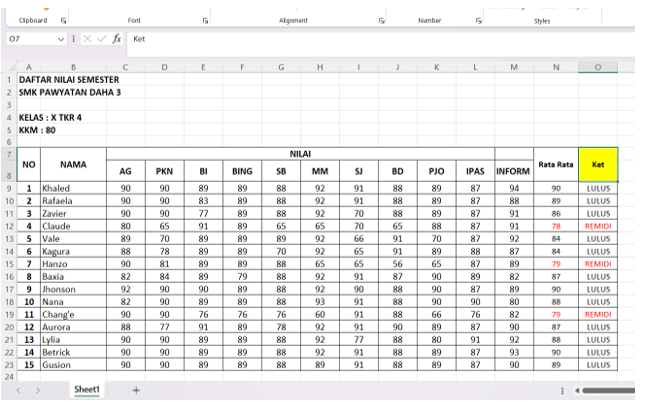 Clipboard Font Alignment Number Styles
O7 fx Ket
A B C D E F G H I J K L M N O
1 DAFTAR NILAI SEMESTER
2 SMK PAWYATAN DAHA 3
3
4 KELAS : X TKR 4
5 KKM : 80
6
7 NO NAMA NILAI Rata Rata Ket
8 AG PKN BI BING SB MM SJ BD PJO IPAS INFORM
9 1 Khaled 90 90 89 89 88 92 91 88 89 87 94 90 LULUS
10 2 Rafaela 90 90 83 89 88 92 91 88 89 87 88 89 LULUS
11 3 Zavier 90 90 77 89 88 92 70 88 89 87 91 86 LULUS
12 4 Claude 80 65 91 89 65 65 70 65 88 87 91 78 REMIDI
13 5 Vale 89 70 89 89 89 92 66 91 70 87 92 84 LULUS
14 6 Kagura 88 78 89 89 70 92 65 91 89 88 87 84 LULUS
15 7 Hanzo 90 81 89 89 88 65 65 56 65 87 89 79 REMIDI
16 8 Baxia 82 84 89 79 88 92 91 87 90 89 82 87 LULUS
17 9 Jhonson 92 90 90 89 88 92 90 88 90 87 89 90 LULUS
18 10 Nana 82 90 89 89 88 93 91 88 90 90 80 88 LULUS
19 11 Chang'e 90 90 76 76 76 60 91 88 66 76 82 79 REMIDI
20 12 Aurora 88 77 91 89 78 92 91 90 89 87 90 87 LULUS
21 13 Lylia 90 90 89 89 88 92 77 88 80 91 92 88 LULUS
22 14 Betrick 90 90 89 89 88 92 91 88 89 87 93 90 LULUS
23 15 Gusion 90 90 89 89 88 89 91 88 89 87 90 89 LULUS
24
Sheet1